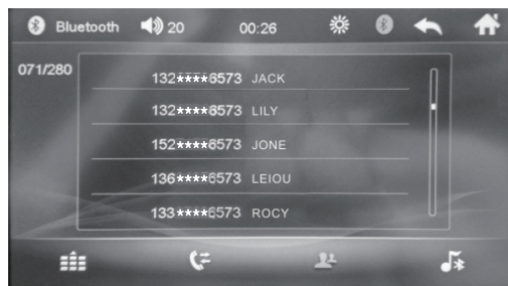 Bluetooth 20 00:26
071/280
132★★★★6573 JACK
132★★★★6573 LILY
152★★★★6573 JONE
136★★★★6573 LEIOU
133★★★★6573 ROCY